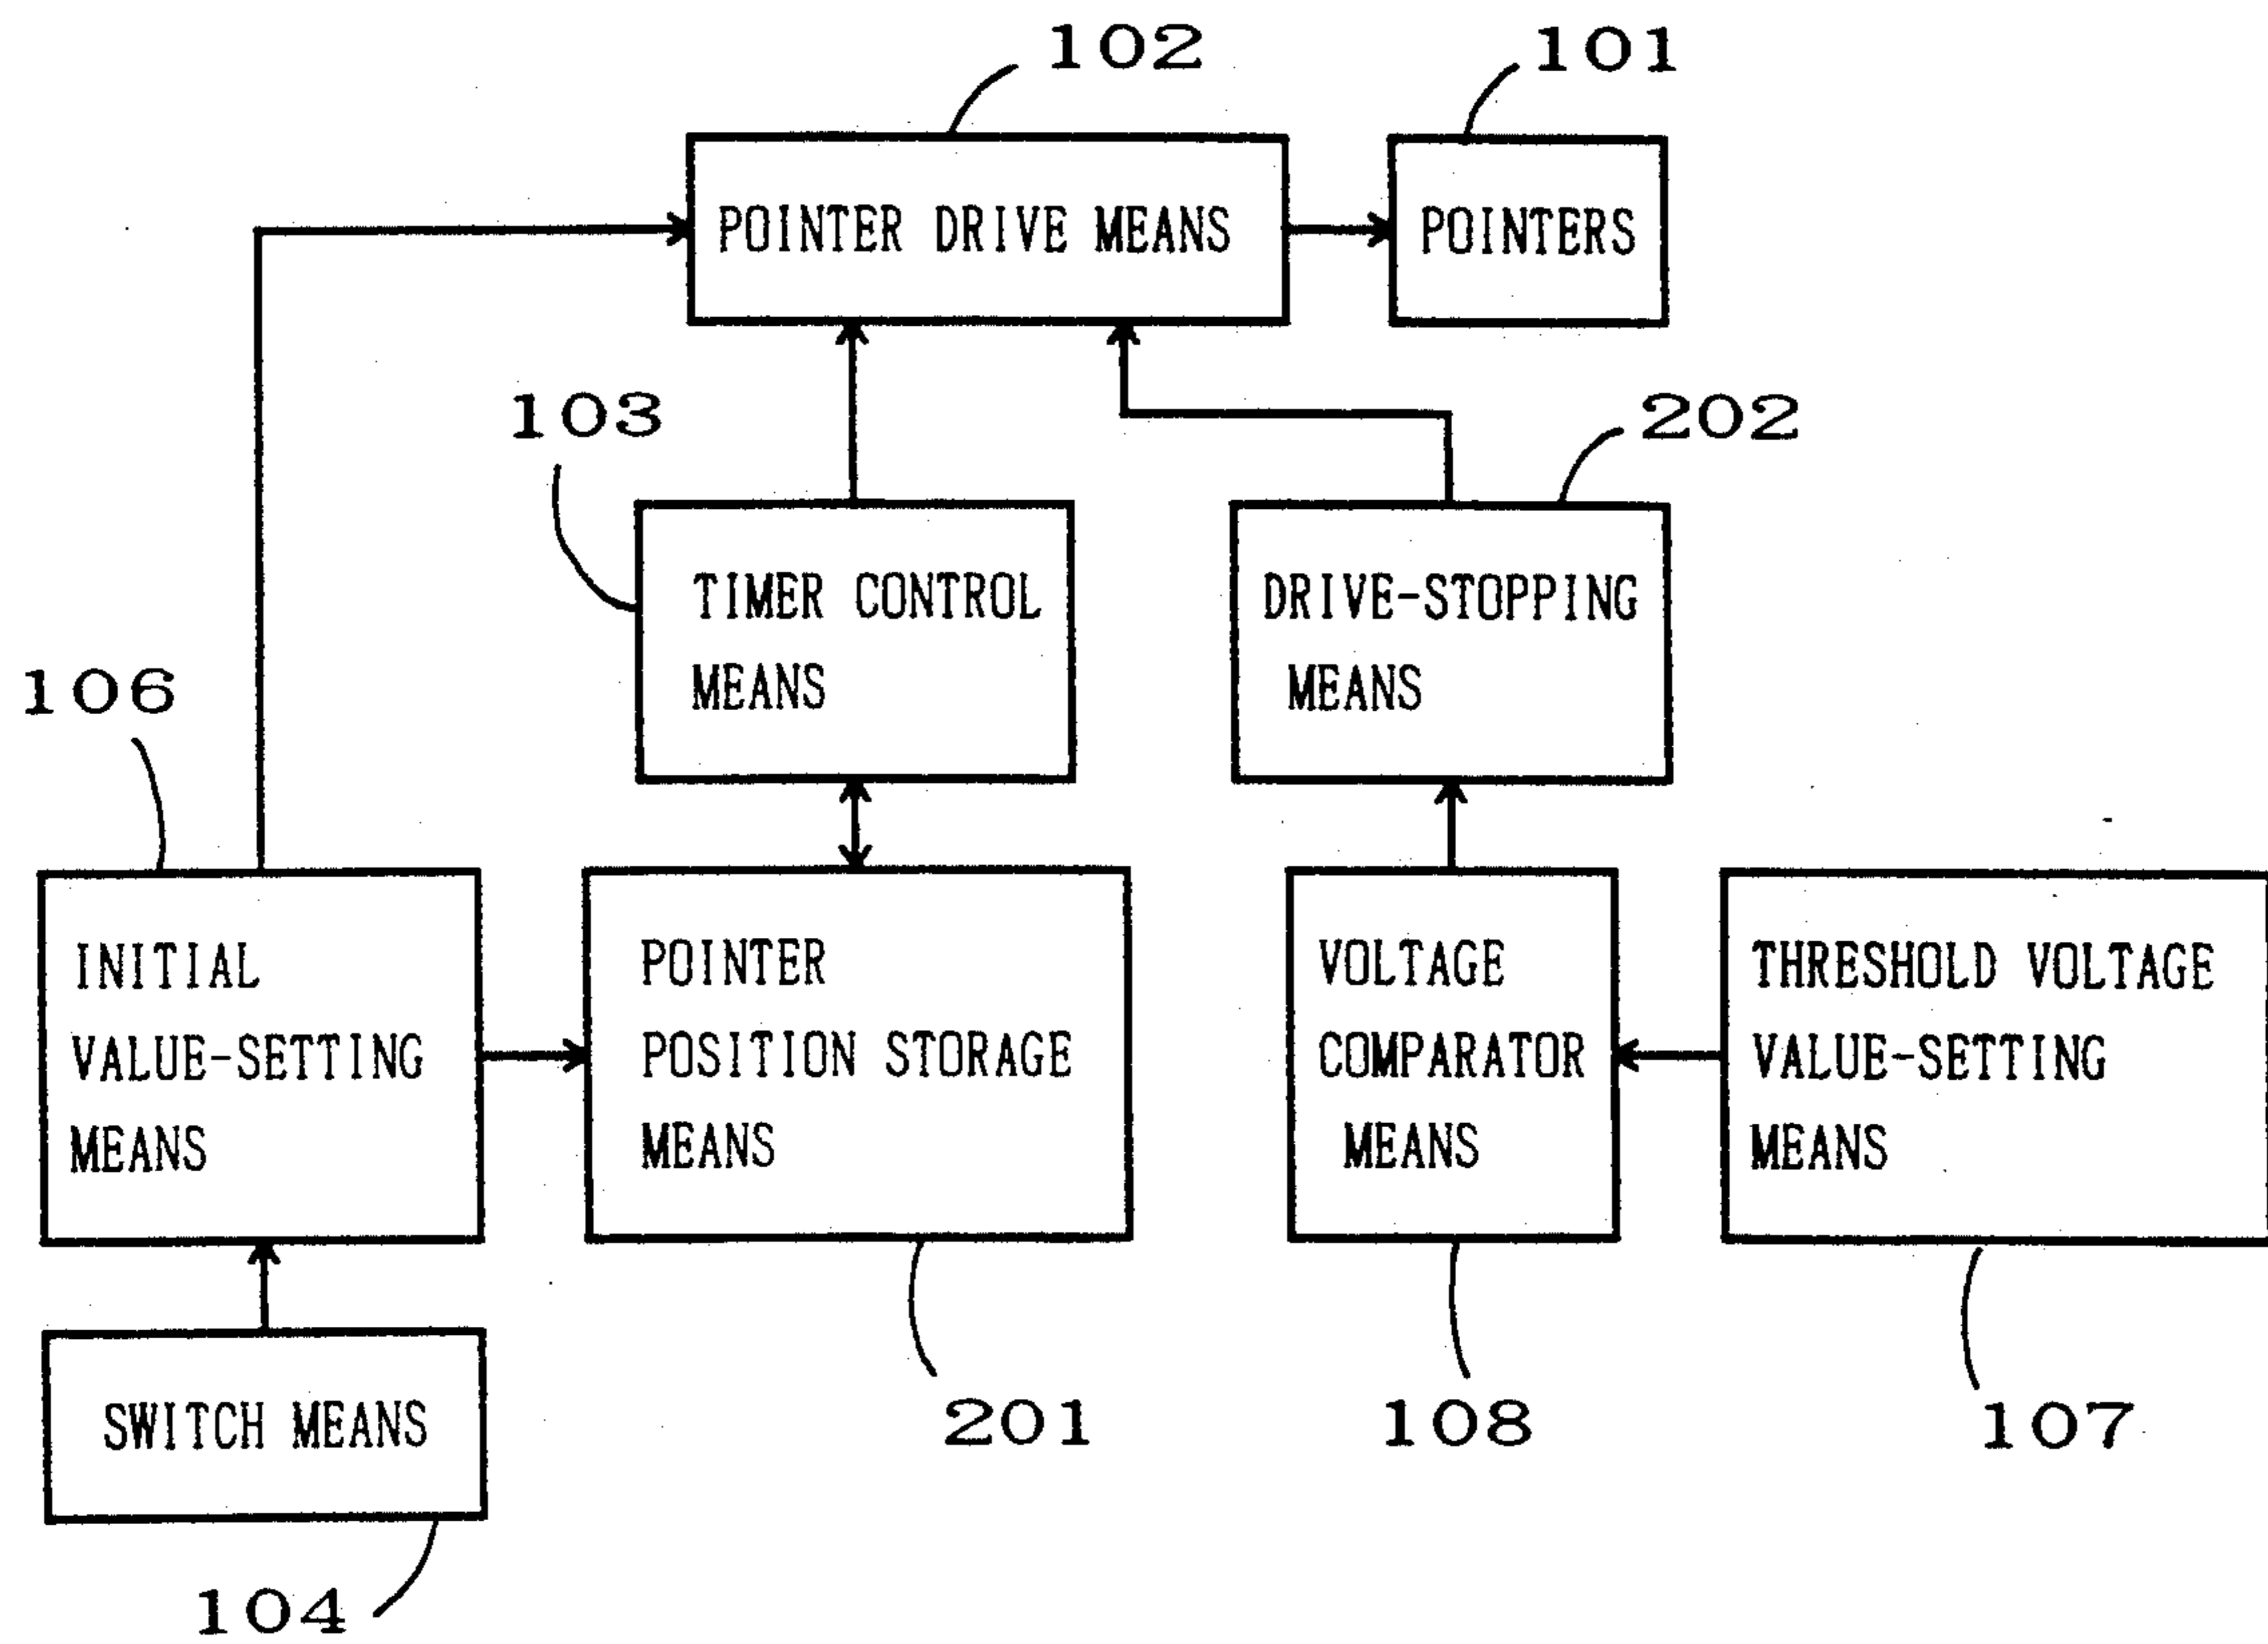 102
101
POINTER DRIVE MEANS
POINTERS
103
202
TIMER CONTROL
MEANS
DRIVE-STOPPING
MEANS
106
INITIAL
VALUE-SETTING
MEANS
POINTER
POSITION STORAGE
MEANS
VOLTAGE
COMPARATOR
MEANS
THRESHOLD VOLTAGE
VALUE-SETTING
MEANS
SWITCH MEANS
201
108
107
104